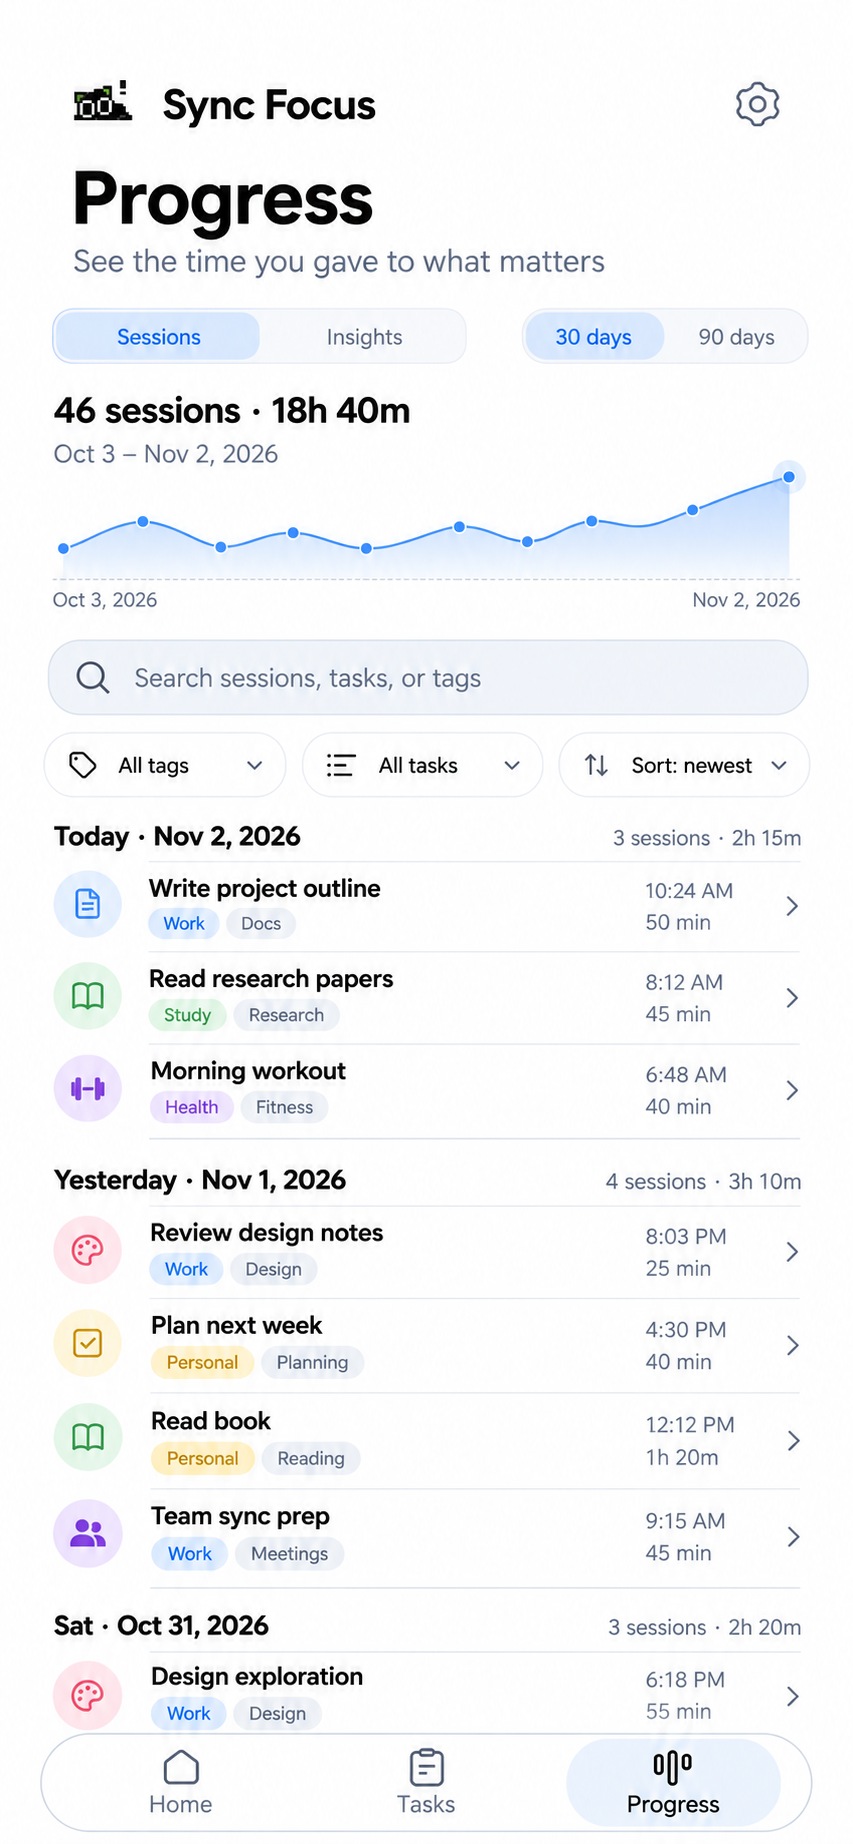 Sync Focus
Progress
See the time you gave to what matters
Sessions Insights 30 days 90 days
46 sessions · 18h 40m
Oct 3 – Nov 2, 2026
Oct 3, 2026 Nov 2, 2026
Search sessions, tasks, or tags
All tags All tasks Sort: newest
Today · Nov 2, 2026 3 sessions · 2h 15m
Write project outline 10:24 AM
Work Docs 50 min
Read research papers 8:12 AM
Study Research 45 min
Morning workout 6:48 AM
Health Fitness 40 min
Yesterday · Nov 1, 2026 4 sessions · 3h 10m
Review design notes 8:03 PM
Work Design 25 min
Plan next week 4:30 PM
Personal Planning 40 min
Read book 12:12 PM
Personal Reading 1h 20m
Team sync prep 9:15 AM
Work Meetings 45 min
Sat · Oct 31, 2026 3 sessions · 2h 20m
Design exploration 6:18 PM
Work Design 55 min
Home Tasks Progress